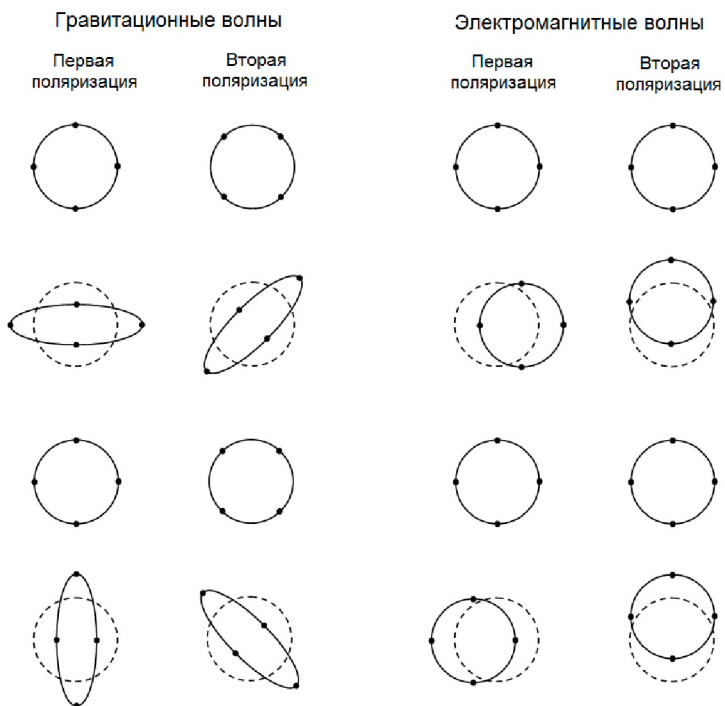 Гравитационные волны
Электромагнитные волны
Первая
поляризация
Вторая
поляризация
Первая
поляризация
Вторая
поляризация